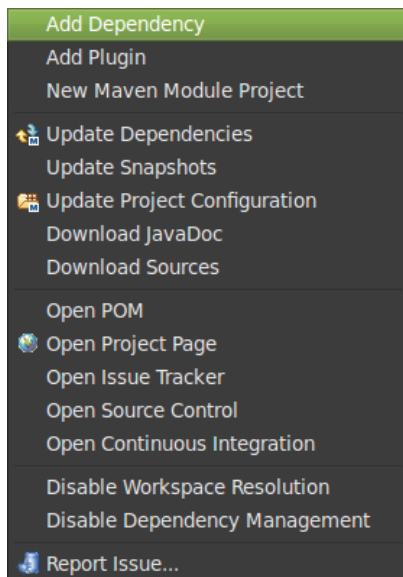 Add Dependency
Add Plugin
New Maven Module Project
Update Dependencies
Update Snapshots
Update Project Configuration
Download JavaDoc
Download Sources
Open POM
Open Project Page
Open Issue Tracker
Open Source Control
Open Continuous Integration
Disable Workspace Resolution
Disable Dependency Management
Report Issue...